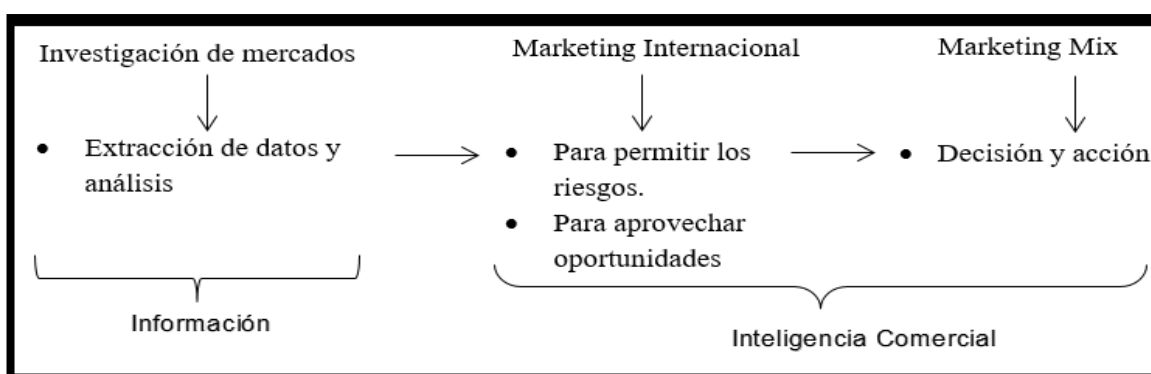 Investigación de mercados
Marketing Internacional
Marketing Mix
• Extracción de datos y
análisis
• Para permitir los
riesgos.
• Para aprovechar
oportunidades
• Decisión y acción
Información
Inteligencia Comercial